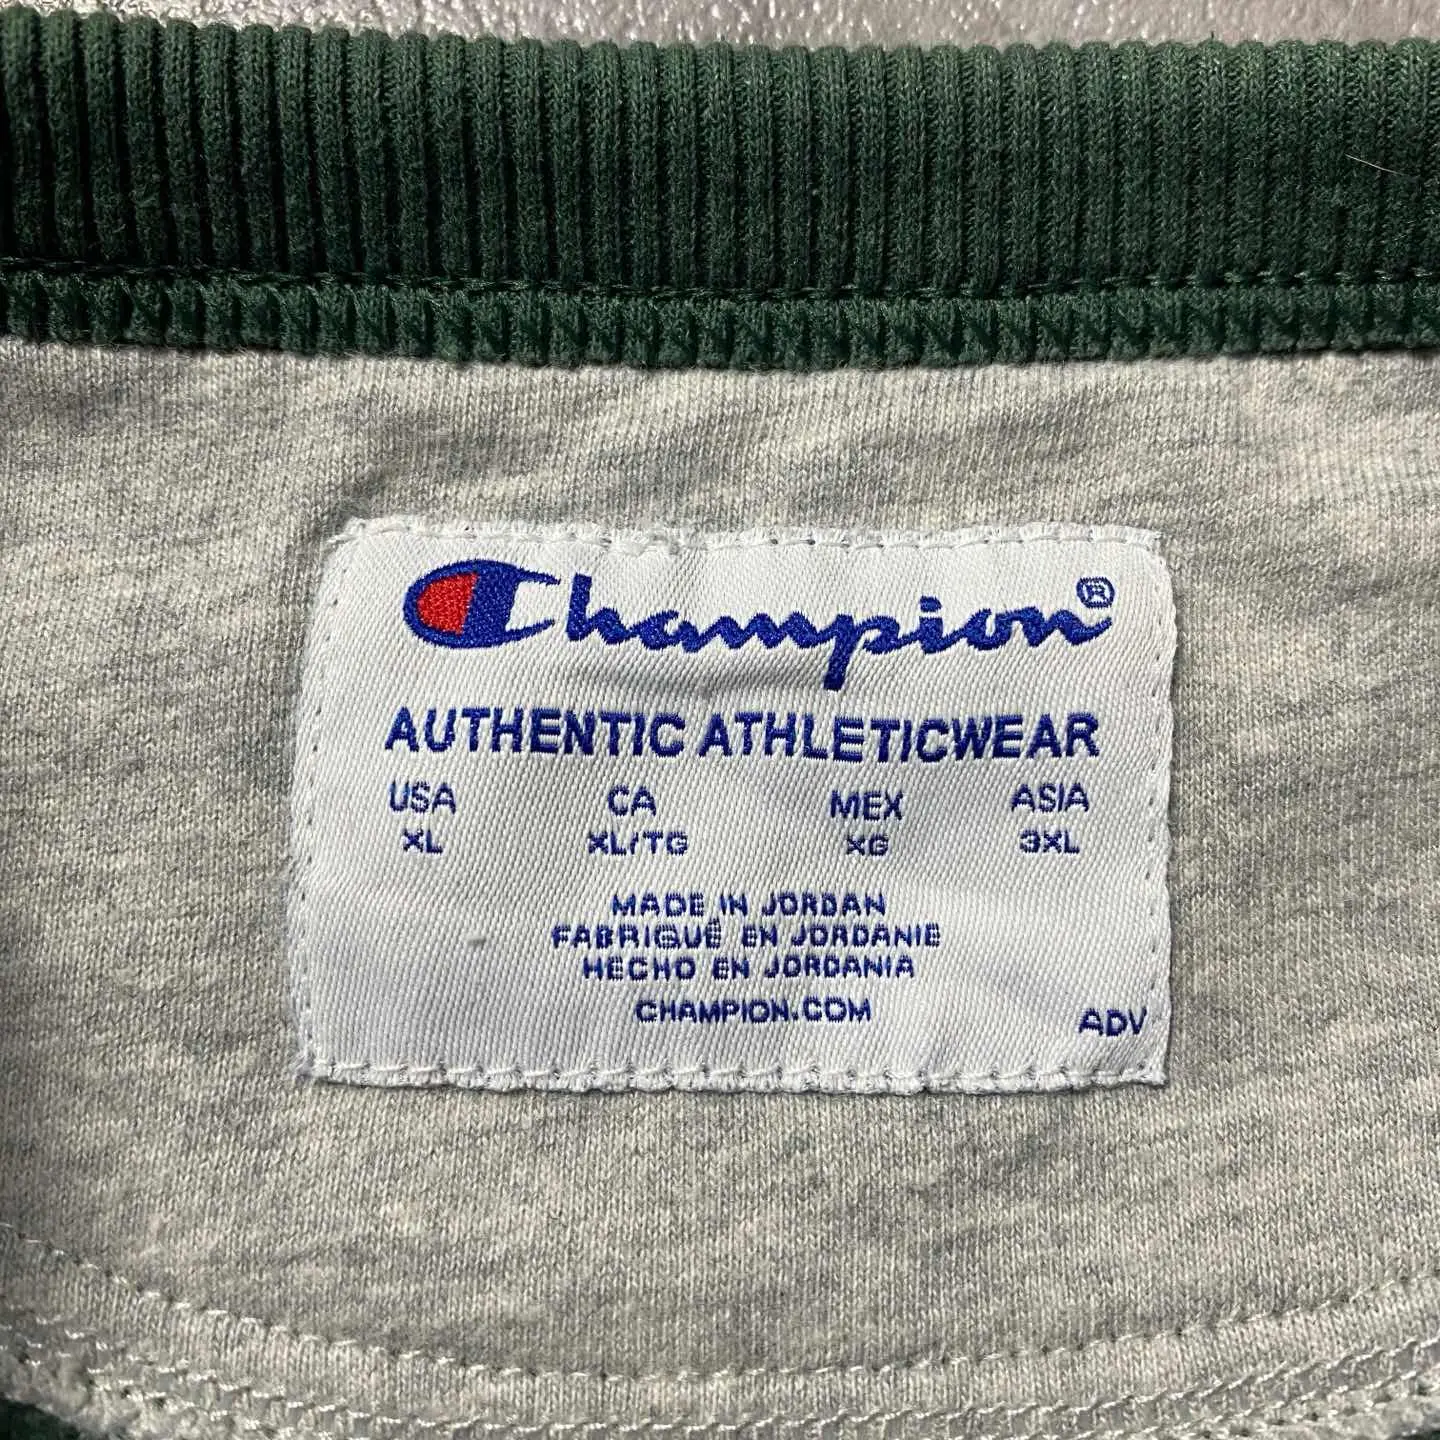 Champion®
AUTHENTIC ATHLETICWEAR
USA CA MEX ASIA
XL XL/TG XG 3XL
MADE IN JORDAN
FABRIQUÉ EN JORDANIE
HECHO EN JORDANIA
CHAMPION.COM
ADV